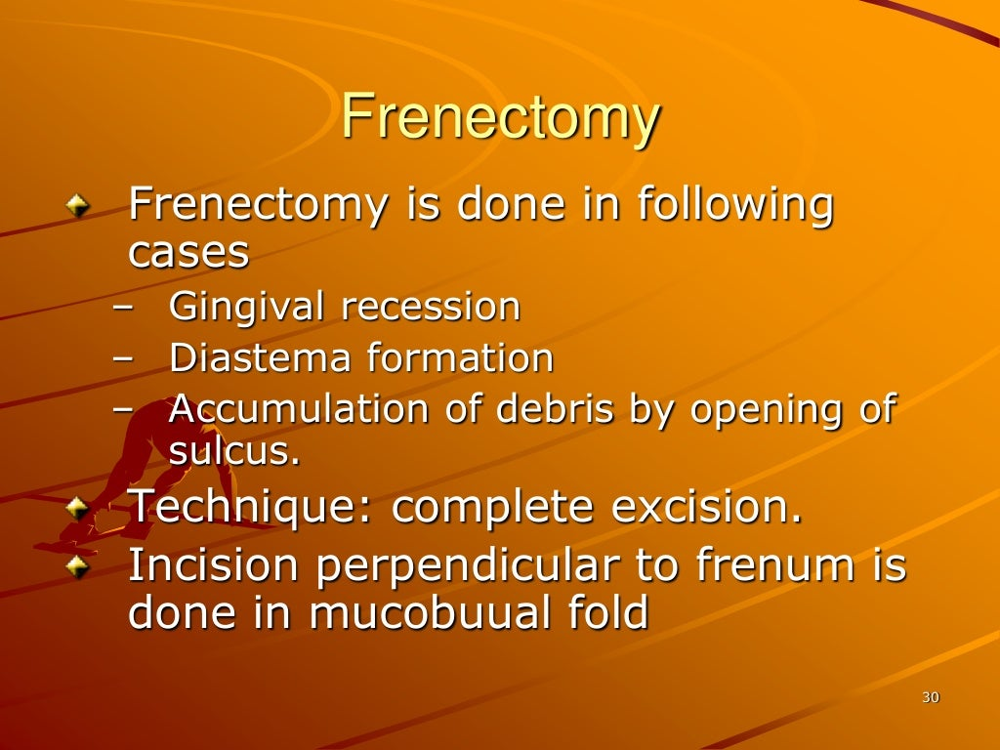 Frenectomy
Frenectomy is done in following
cases
– Gingival recession
– Diastema formation
– Accumulation of debris by opening of
sulcus.
Technique: complete excision.
Incision perpendicular to frenum is
done in mucobuual fold
30